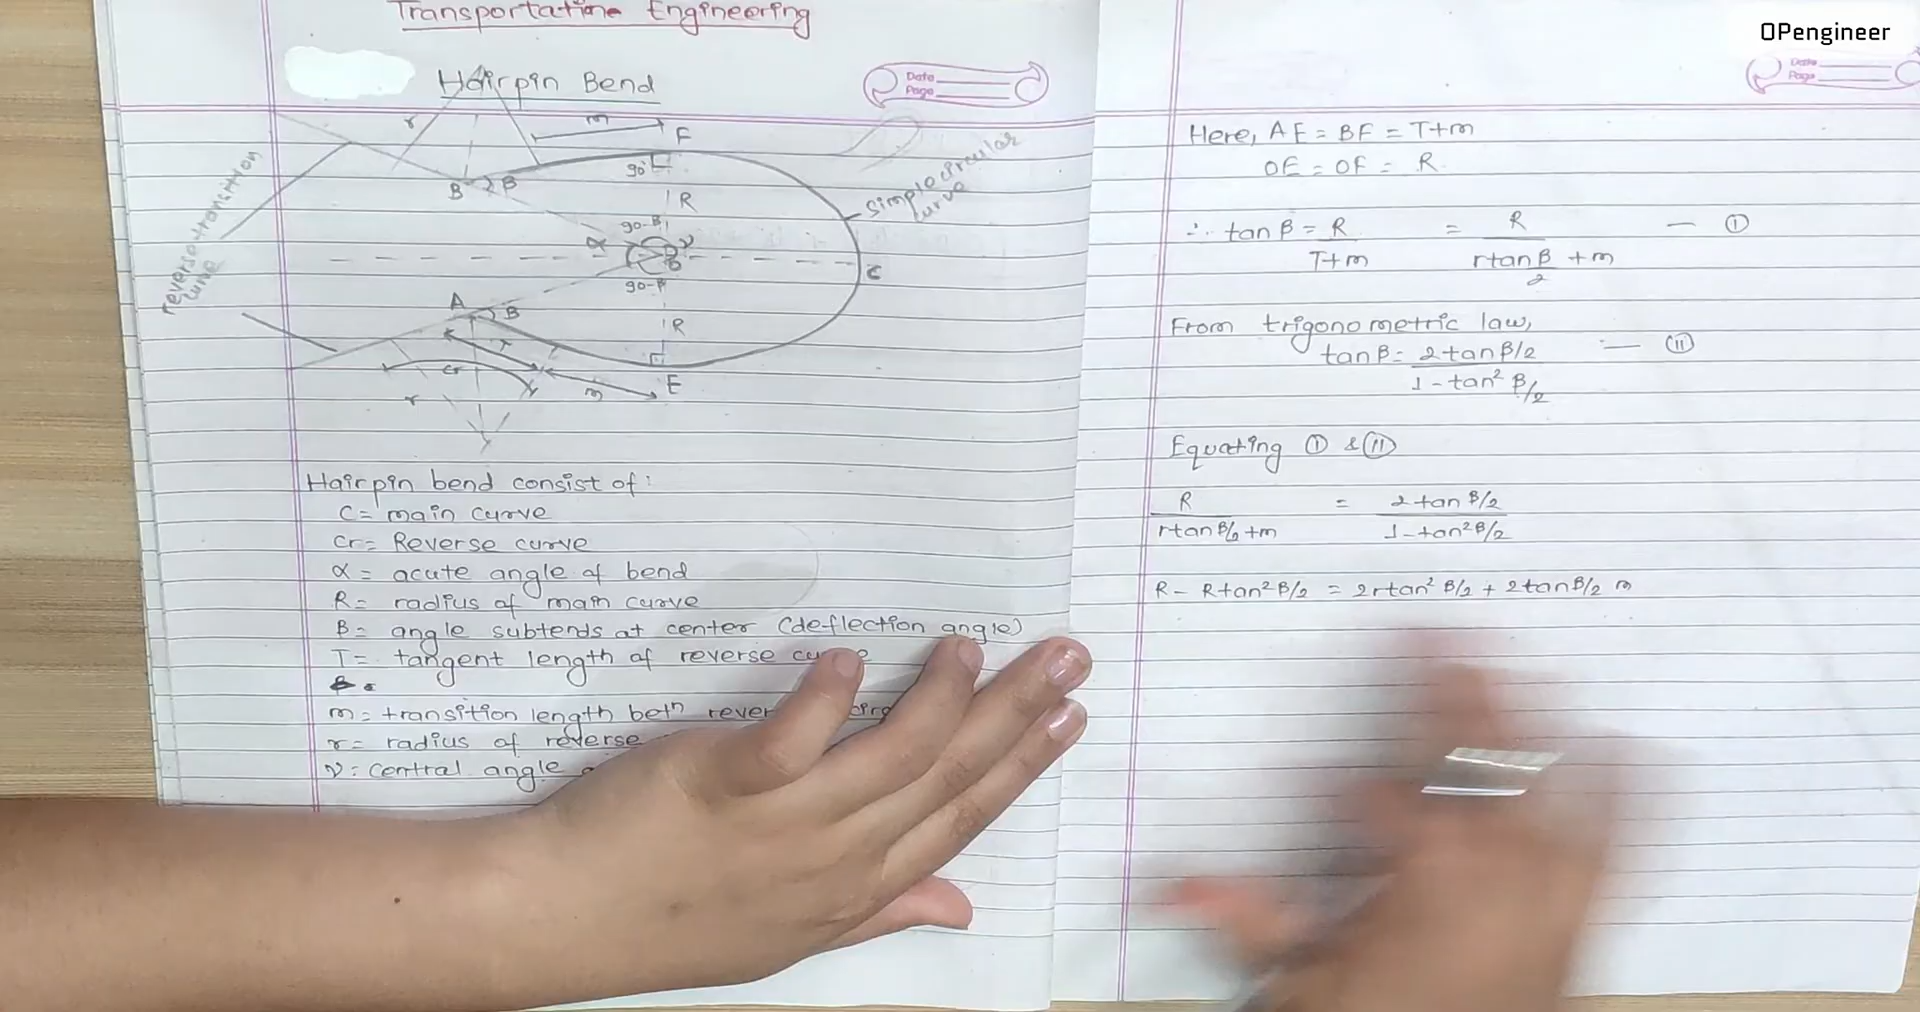 OPengineer
Transportation Engineering
Hairpin Bend
Date
Page
m
F
r
90°
B
β
R
simple circular
curve
reverse transition
curve
90-β
α
ν
O
C
90-β
A
β
R
T
cr
m
E
r
Hairpin bend consist of:
C= main curve
Cr= Reverse curve
α = acute angle of bend
R= radius of main curve
β= angle subtends at center (deflection angle)
T= tangent length of reverse
m= transition length betn
r= radius of reverse
ν: central angle
Date
Page
Here, AE = BF = T+m
OE = OF = R
∴ tan β = R/T+m = R/rtan β/2 + m — (I)
From trigonometric law,
tan β = 2 tan β/2 / 1 - tan² β/2 — (II)
Equating (I) & (II)
R/rtan β/2 + m = 2 tan β/2 / 1 - tan² β/2
R - R tan² β/2 = 2r tan² β/2 + 2 tan β/2 m